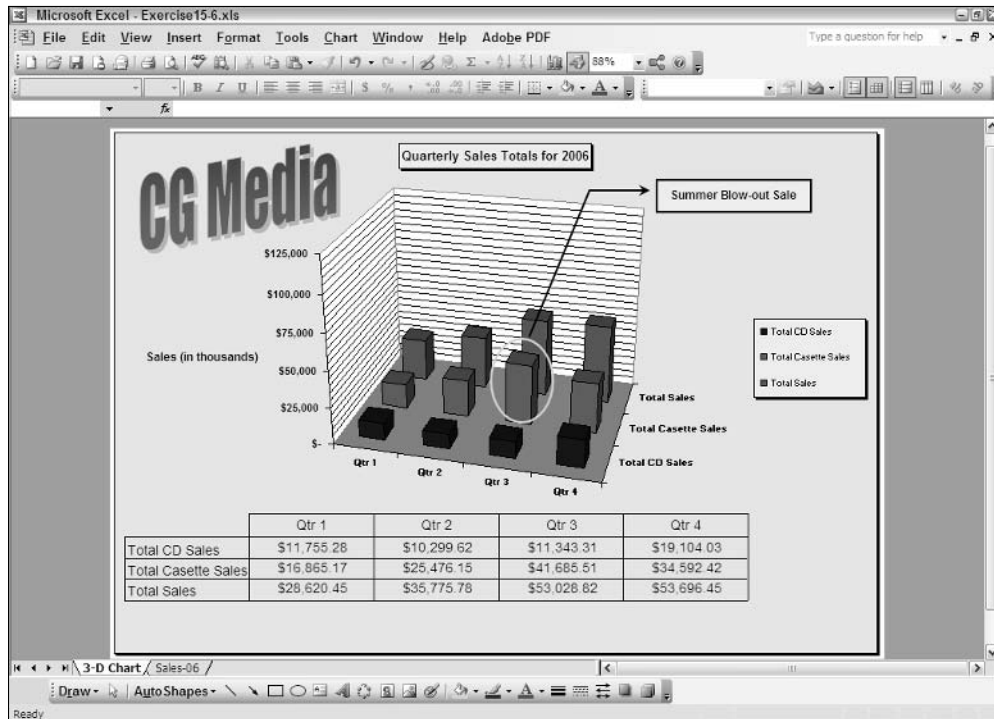 Microsoft Excel - Exercise15-6.xls
File Edit View Insert Format Tools Chart Window Help Adobe PDF
Type a question for help
88%
B I U $ % ,
fx
CG Media
Quarterly Sales Totals for 2006
Summer Blow-out Sale
$125,000
$100,000
$75,000
$50,000
$25,000
$-
Sales (in thousands)
Total CD Sales
Total Casette Sales
Total Sales
Total Sales
Total Casette Sales
Total CD Sales
Qtr 1
Qtr 2
Qtr 3
Qtr 4
Qtr 1 Qtr 2 Qtr 3 Qtr 4
Total CD Sales $11,755.28 $10,299.62 $11,343.31 $19,104.03
Total Casette Sales $16,865.17 $25,476.15 $41,685.51 $34,592.42
Total Sales $28,620.45 $35,775.78 $53,028.82 $53,696.45
3-D Chart Sales-06
Draw AutoShapes
Ready